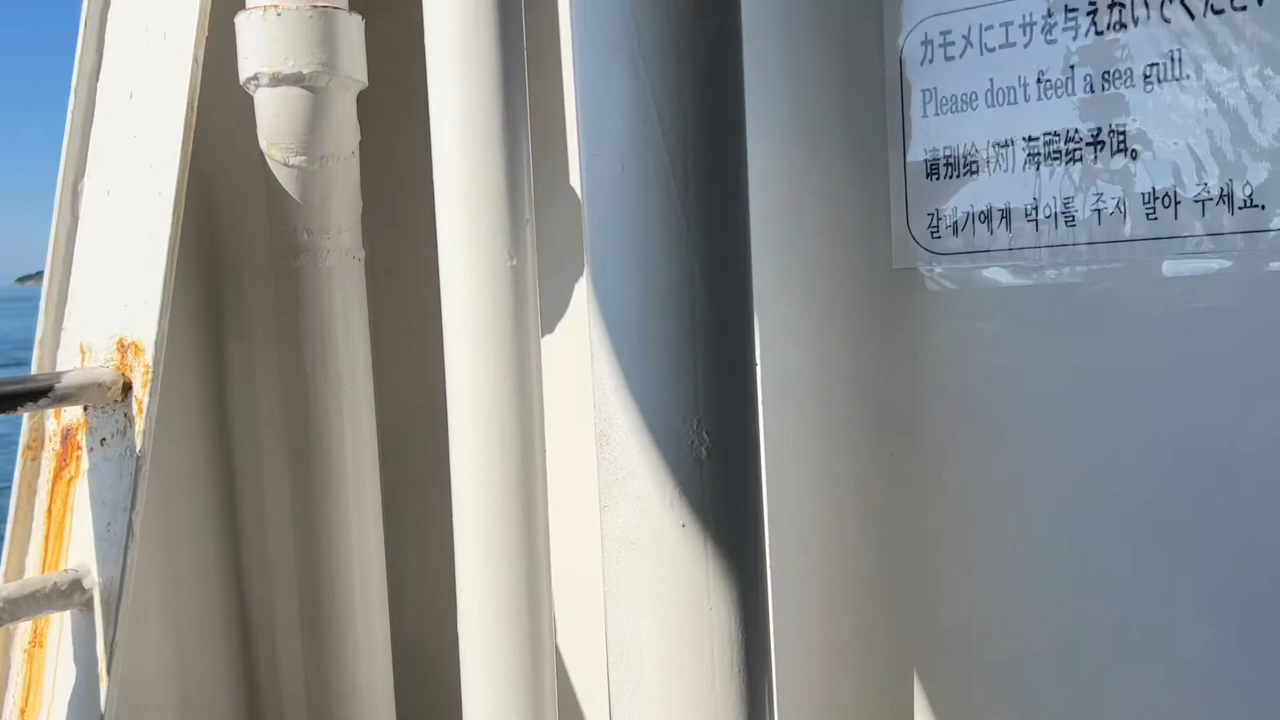 カモメにエサを与えないでください
Please don't feed a sea gull.
请别给(对)海鸥给予饵。
갈매기에게 먹이를 주지 말아 주세요.